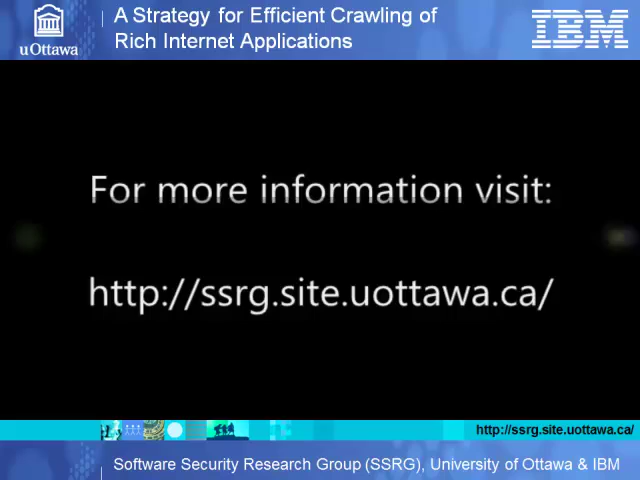 uOttawa
A Strategy for Efficient Crawling of
Rich Internet Applications
IBM
For more information visit:
http://ssrg.site.uottawa.ca/
http://ssrg.site.uottawa.ca/
Software Security Research Group (SSRG), University of Ottawa & IBM